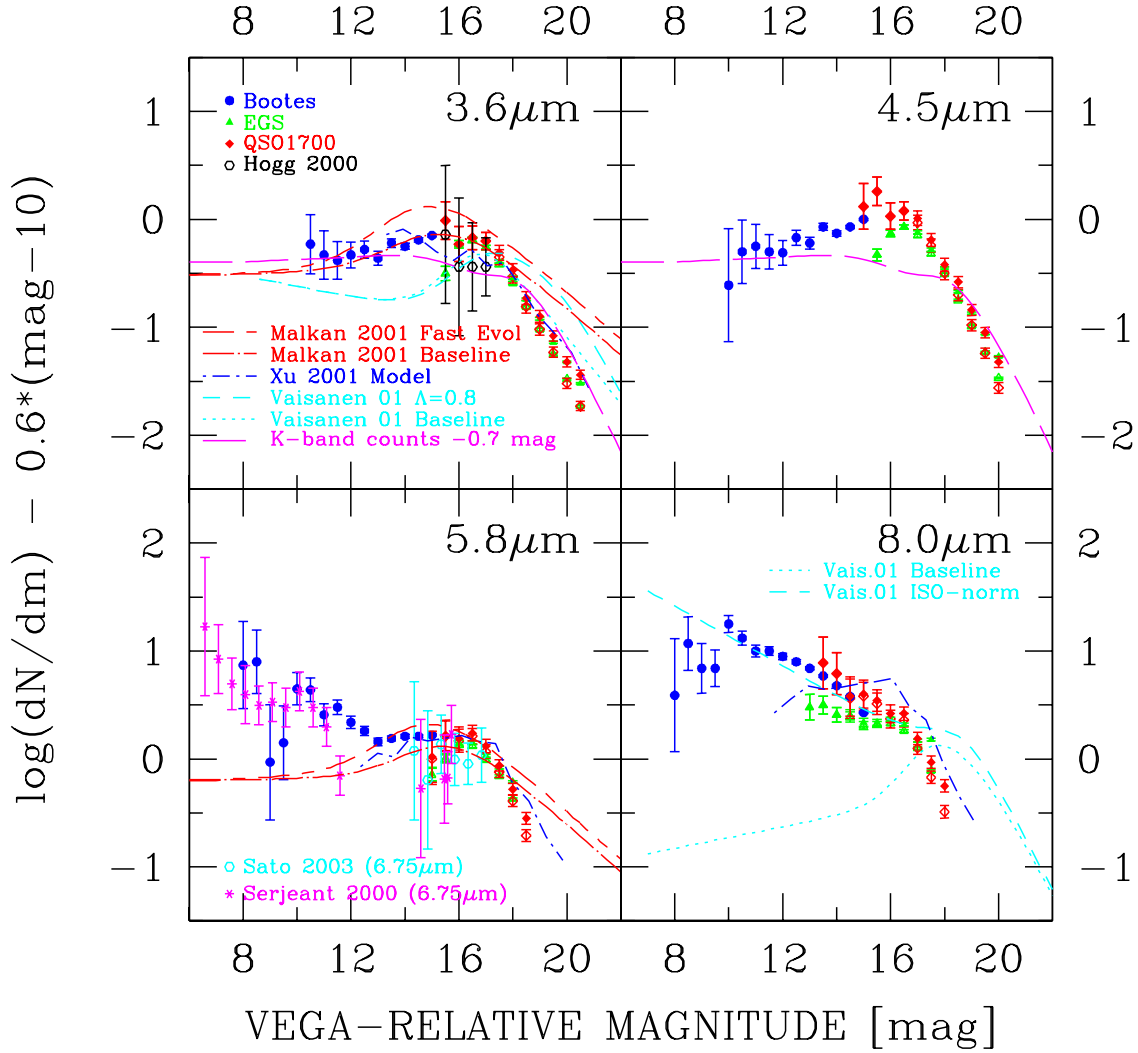 8 12 16 20 8 12 16 20
3.6μm
4.5μm
Bootes
EGS
QSO1700
Hogg 2000
1 1
0 0
−1 −1
−2 −2
Malkan 2001 Fast Evol
Malkan 2001 Baseline
Xu 2001 Model
Vaisanen 01 Λ=0.8
Vaisanen 01 Baseline
K−band counts −0.7 mag
5.8μm
8.0μm
Vais.01 Baseline
Vais.01 ISO−norm
2 2
1 1
0 0
−1 −1
Sato 2003 (6.75μm)
Serjeant 2000 (6.75μm)
8 12 16 20 8 12 16 20
log(dN/dm) − 0.6*(mag−10)
VEGA−RELATIVE MAGNITUDE [mag]